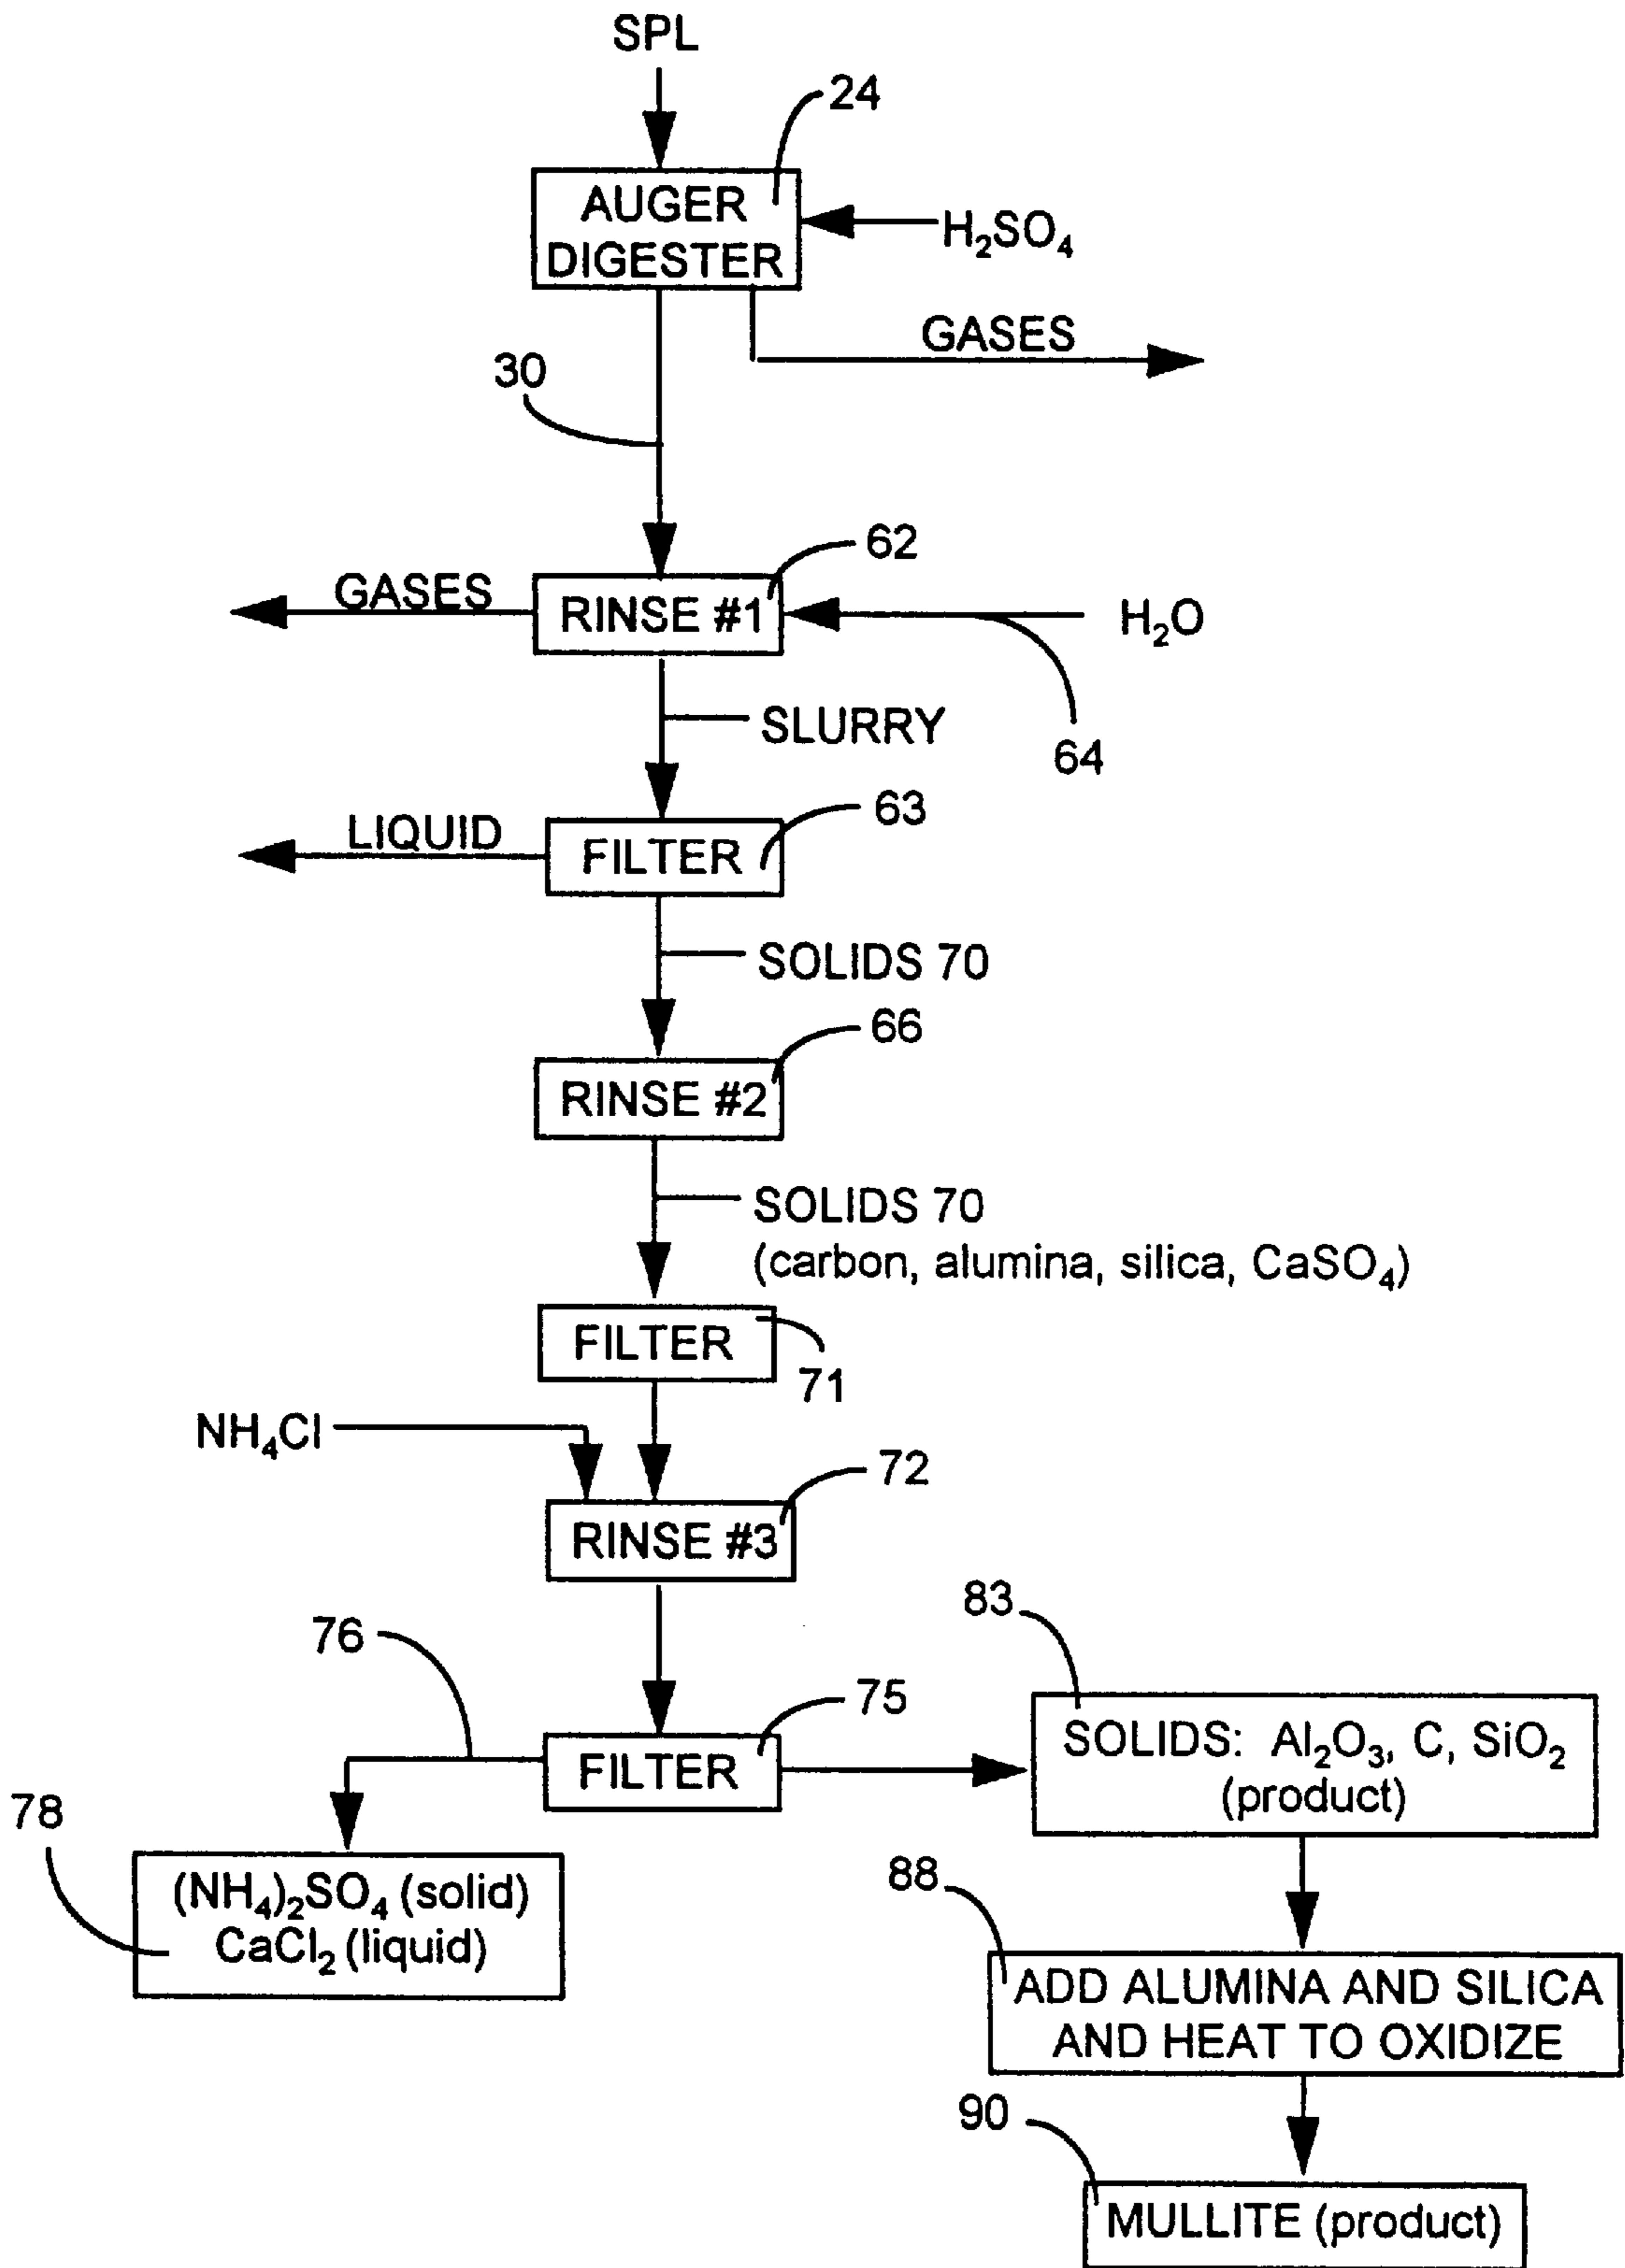 SPL
24
AUGER
DIGESTER
H₂SO₄
GASES
30
62
GASES
RINSE #1
H₂O
SLURRY
64
63
LIQUID
FILTER
SOLIDS 70
66
RINSE #2
SOLIDS 70
(carbon, alumina, silica, CaSO₄)
FILTER
71
NH₄Cl
72
RINSE #3
83
76
75
SOLIDS: Al₂O₃, C, SiO₂
(product)
FILTER
78
(NH₄)₂SO₄ (solid)
CaCl₂ (liquid)
88
ADD ALUMINA AND SILICA
AND HEAT TO OXIDIZE
90
MULLITE (product)